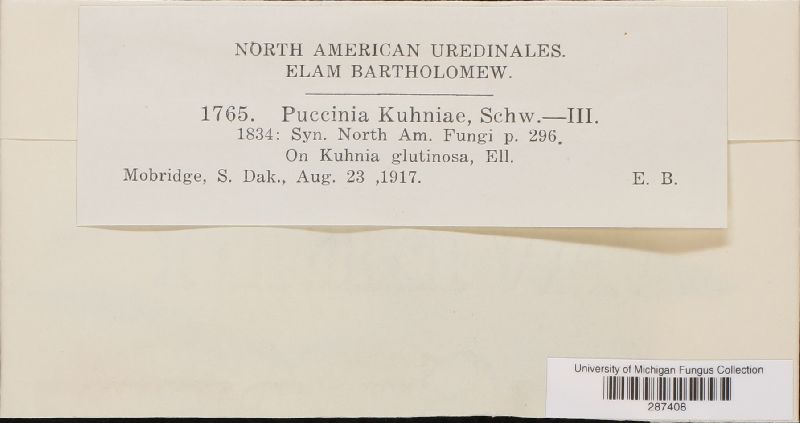 NORTH AMERICAN UREDINALES.
ELAM BARTHOLOMEW.
1765. Puccinia Kuhniae, Schw.—III.
1834: Syn. North Am. Fungi p. 296.
On Kuhnia glutinosa, Ell.
Mobridge, S. Dak., Aug. 23 ,1917. E. B.
University of Michigan Fungus Collection
287406